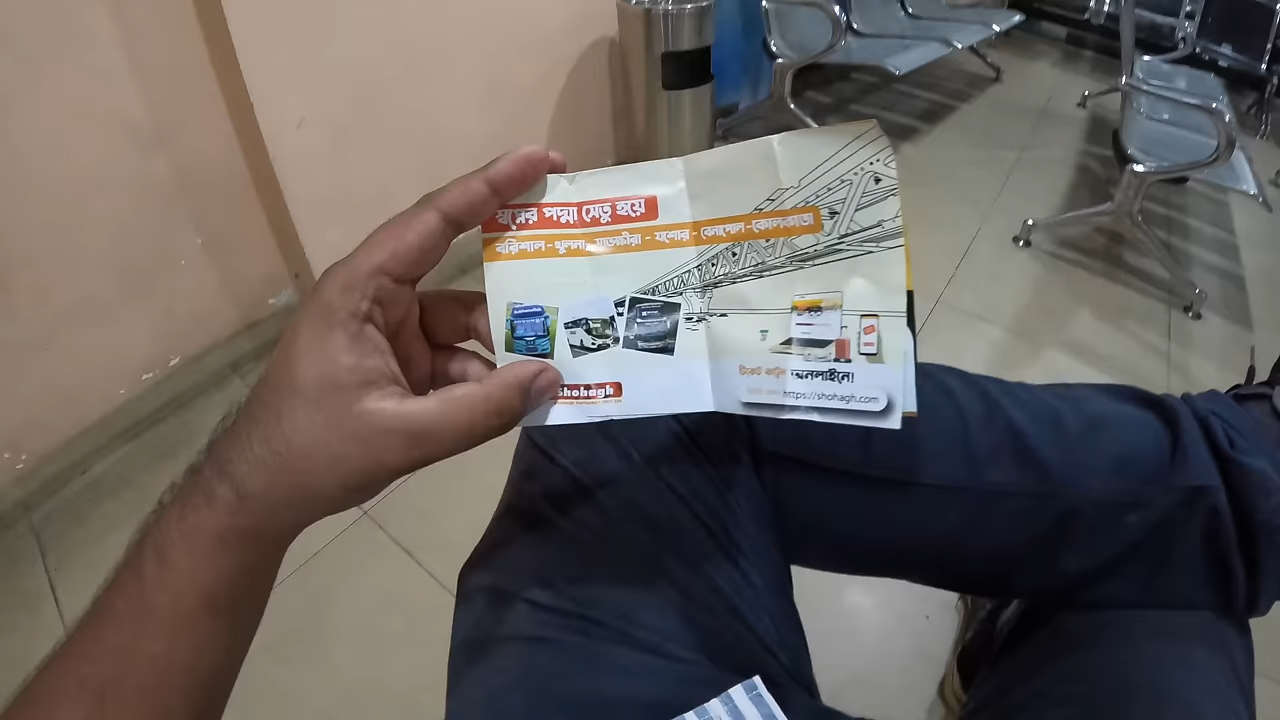 স্বপ্নের পদ্মা সেতু হয়ে
বরিশাল - খুলনা - সাতক্ষীরা - যশোর - বেনাপোল - কোলকাতা
Shohagh
টিকেট কাটুন অনলাইনে!
https://shohagh.com